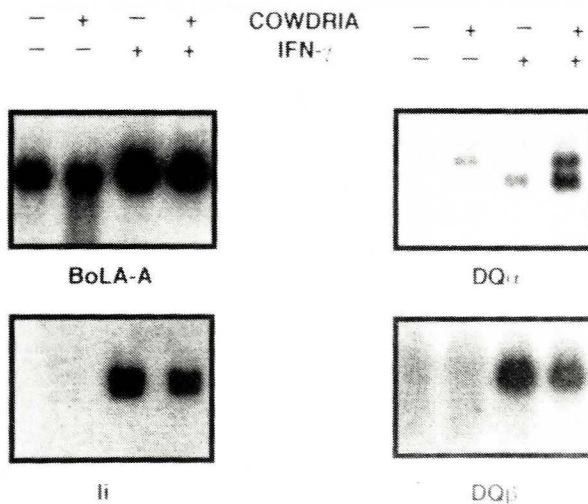 − + − + COWDRIA − + − +
− − + + IFN-γ − − + +
BoLA-A DQα
Ii DQβ